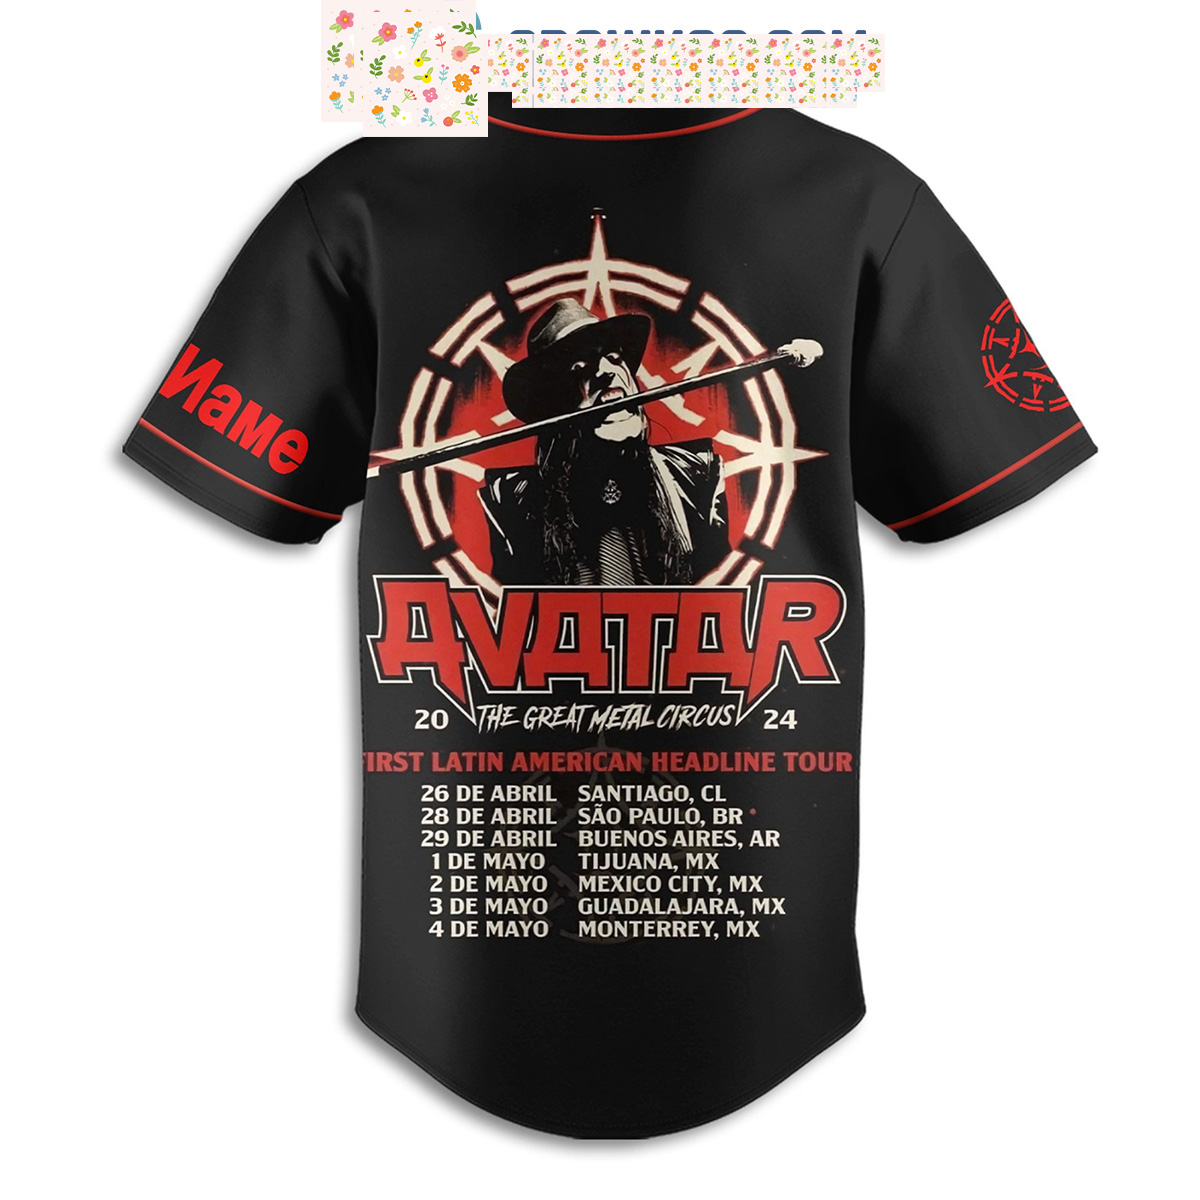 .COM
Name
AVATAR
20 THE GREAT METAL CIRCUS 24
FIRST LATIN AMERICAN HEADLINE TOUR
26 DE ABRIL SANTIAGO, CL
28 DE ABRIL SÃO PAULO, BR
29 DE ABRIL BUENOS AIRES, AR
1 DE MAYO TIJUANA, MX
2 DE MAYO MEXICO CITY, MX
3 DE MAYO GUADALAJARA, MX
4 DE MAYO MONTERREY, MX